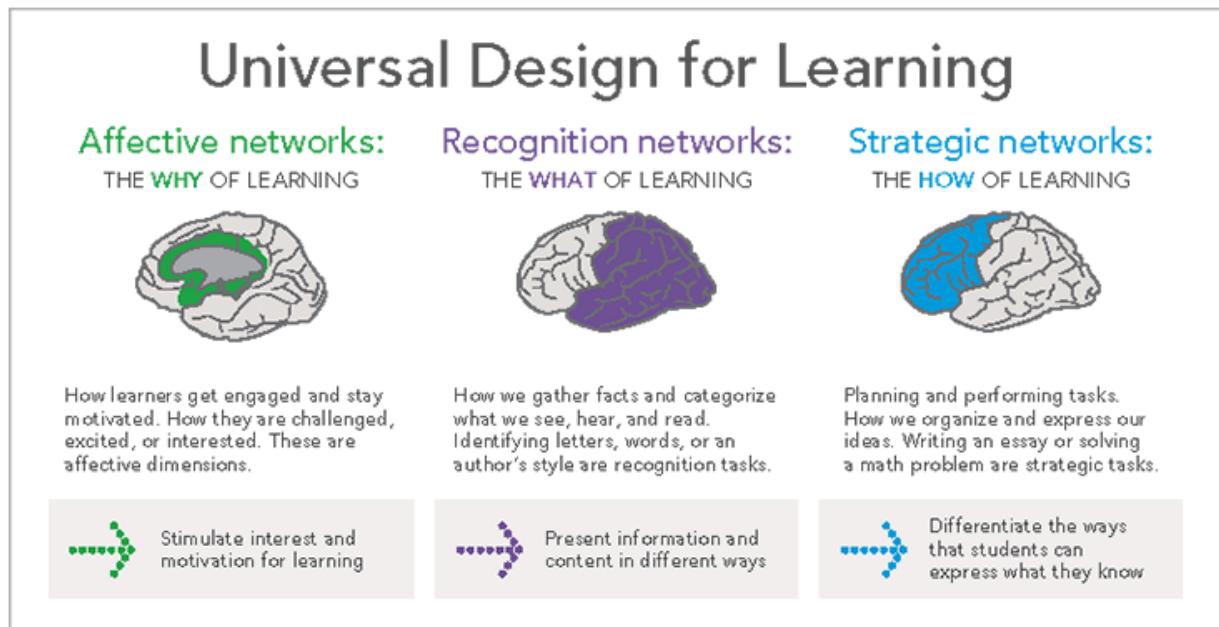 Universal Design for Learning
Affective networks:
THE WHY OF LEARNING
How learners get engaged and stay
motivated. How they are challenged,
excited, or interested. These are
affective dimensions.
Stimulate interest and
motivation for learning
Recognition networks:
THE WHAT OF LEARNING
How we gather facts and categorize
what we see, hear, and read.
Identifying letters, words, or an
author's style are recognition tasks.
Present information and
content in different ways
Strategic networks:
THE HOW OF LEARNING
Planning and performing tasks.
How we organize and express our
ideas. Writing an essay or solving
a math problem are strategic tasks.
Differentiate the ways
that students can
express what they know